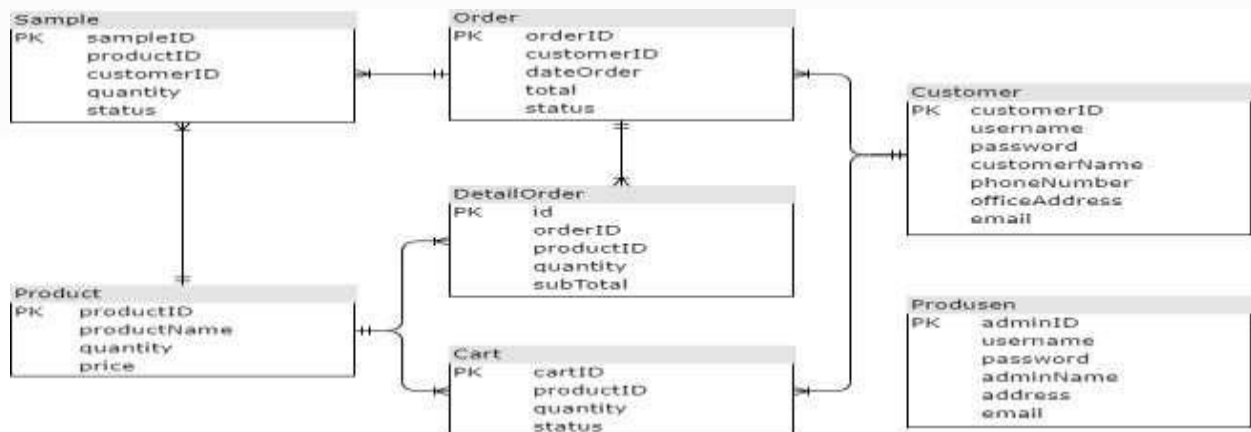 Sample
PK sampleID
productID
customerID
quantity
status
Order
PK orderID
customerID
dateOrder
total
status
Customer
PK customerID
username
password
customerName
phoneNumber
officeAddress
email
DetailOrder
PK id
orderID
productID
quantity
subTotal
Product
PK productID
productName
quantity
price
Cart
PK cartID
productID
quantity
status
Produsen
PK adminID
username
password
adminName
address
email